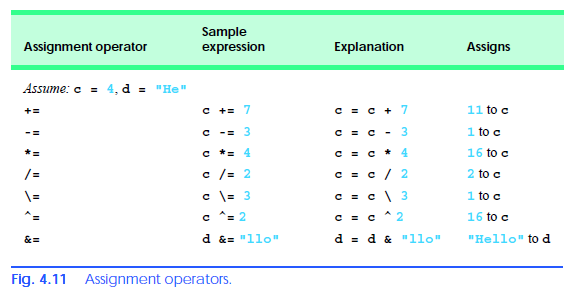 Assignment operator Sample expression Explanation Assigns
Assume: c = 4, d = "He"
+= c += 7 c = c + 7 11 to c
-= c -= 3 c = c - 3 1 to c
*= c *= 4 c = c * 4 16 to c
/= c /= 2 c = c / 2 2 to c
\= c \= 3 c = c \ 3 1 to c
^= c ^= 2 c = c ^ 2 16 to c
&= d &= "llo" d = d & "llo" "Hello" to d
Fig. 4.11 Assignment operators.